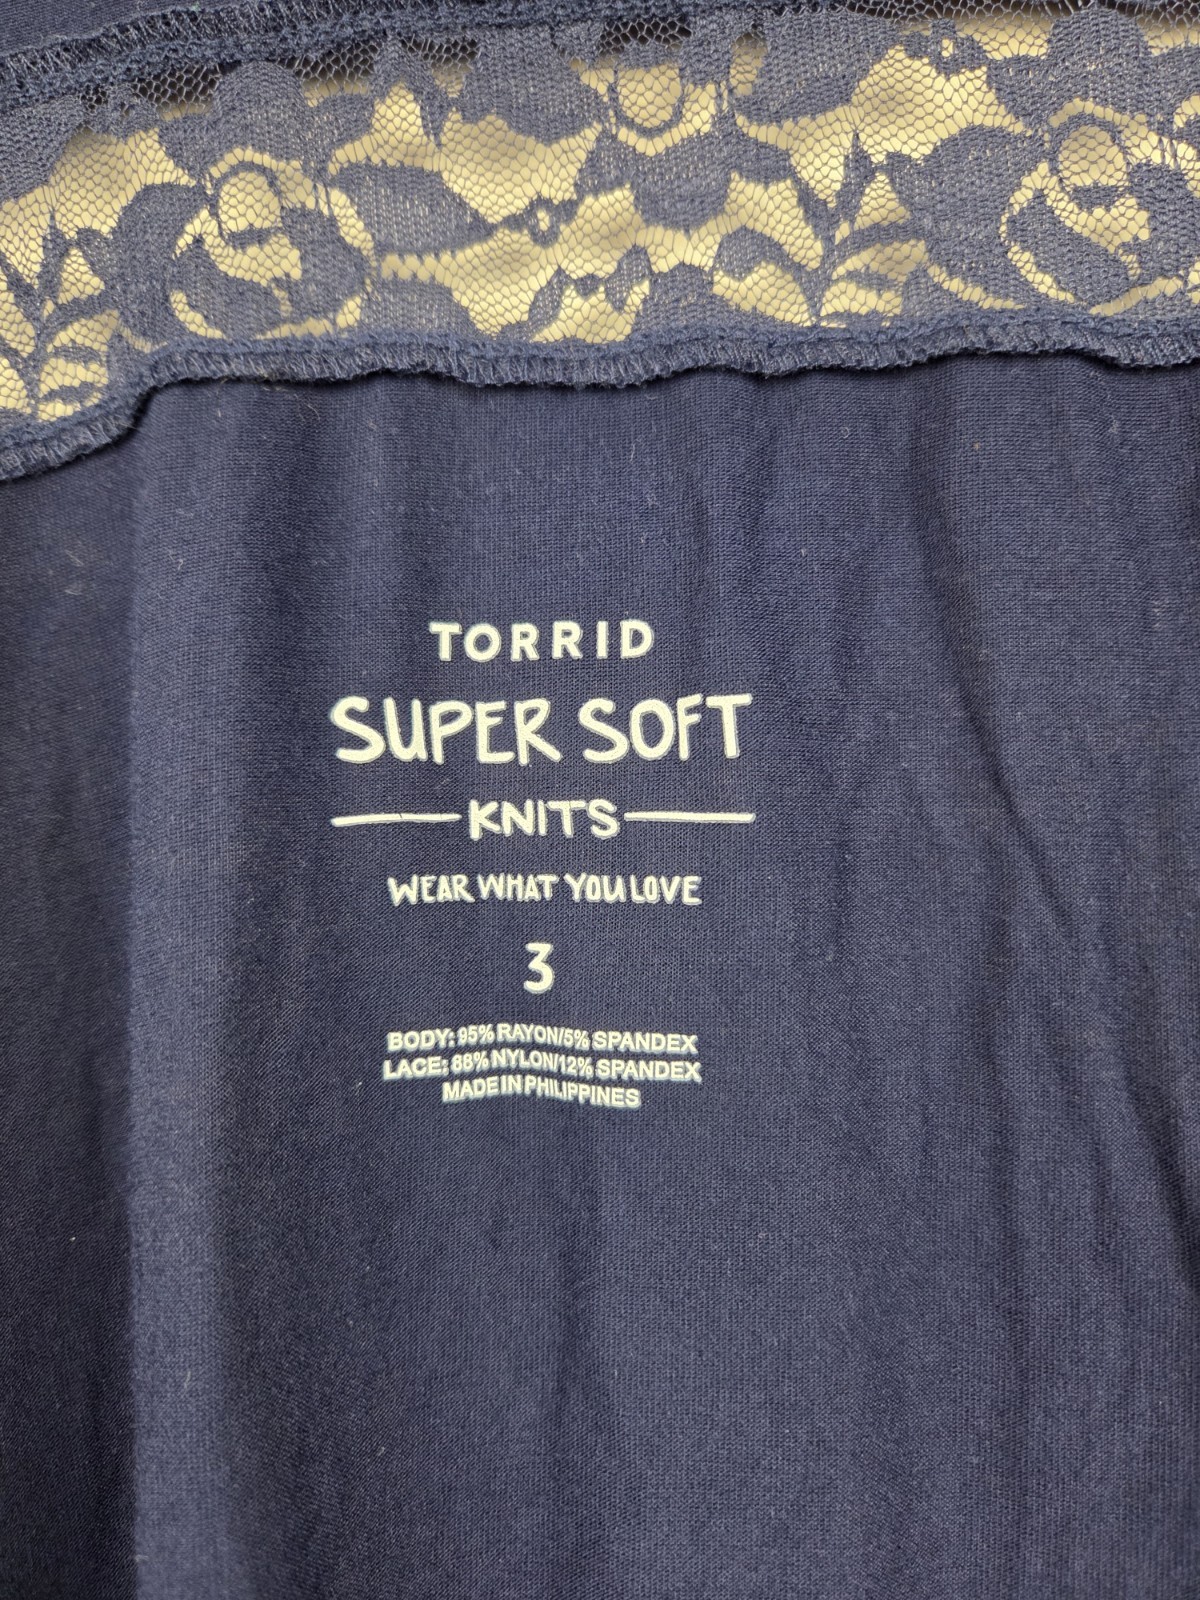 TORRID
SUPER SOFT
KNITS
WEAR WHAT YOU LOVE
3
BODY: 95% RAYON/5% SPANDEX
LACE: 88% NYLON/12% SPANDEX
MADE IN PHILIPPINES